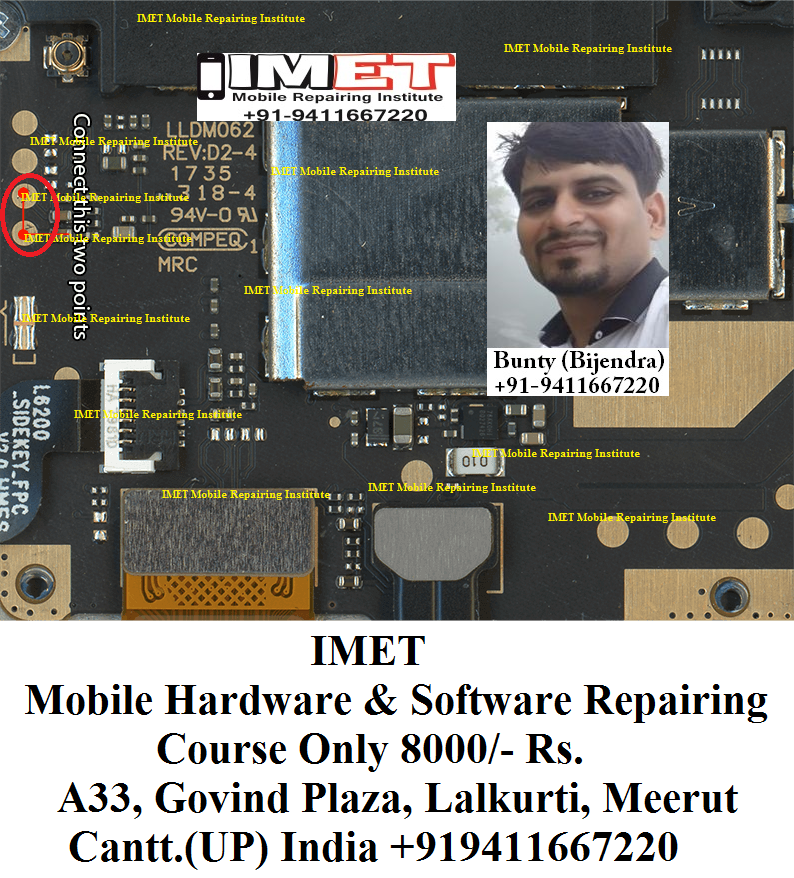 IMET Mobile Repairing Institute
IMET Mobile Repairing Institute
IMET
Mobile Repairing Institute
+91-9411667220
Connect this two points
LLDM062
REV:D2-4
1735
318-4
94V-0
COMPEQ 1
MRC
IMET Mobile Repairing Institute
IMET Mobile Repairing Institute
IMET Mobile Repairing Institute
IMET Mobile Repairing Institute
IMET Mobile Repairing Institute
IMET Mobile Repairing Institute
Bunty (Bijendra)
+91-9411667220
L6200
_SIDEKEY_FPC
IMET Mobile Repairing Institute
010
IMET Mobile Repairing Institute
IMET Mobile Repairing Institute
IMET Mobile Repairing Institute
IMET Mobile Repairing Institute
IMET
Mobile Hardware & Software Repairing
Course Only 8000/- Rs.
A33, Govind Plaza, Lalkurti, Meerut
Cantt.(UP) India +919411667220